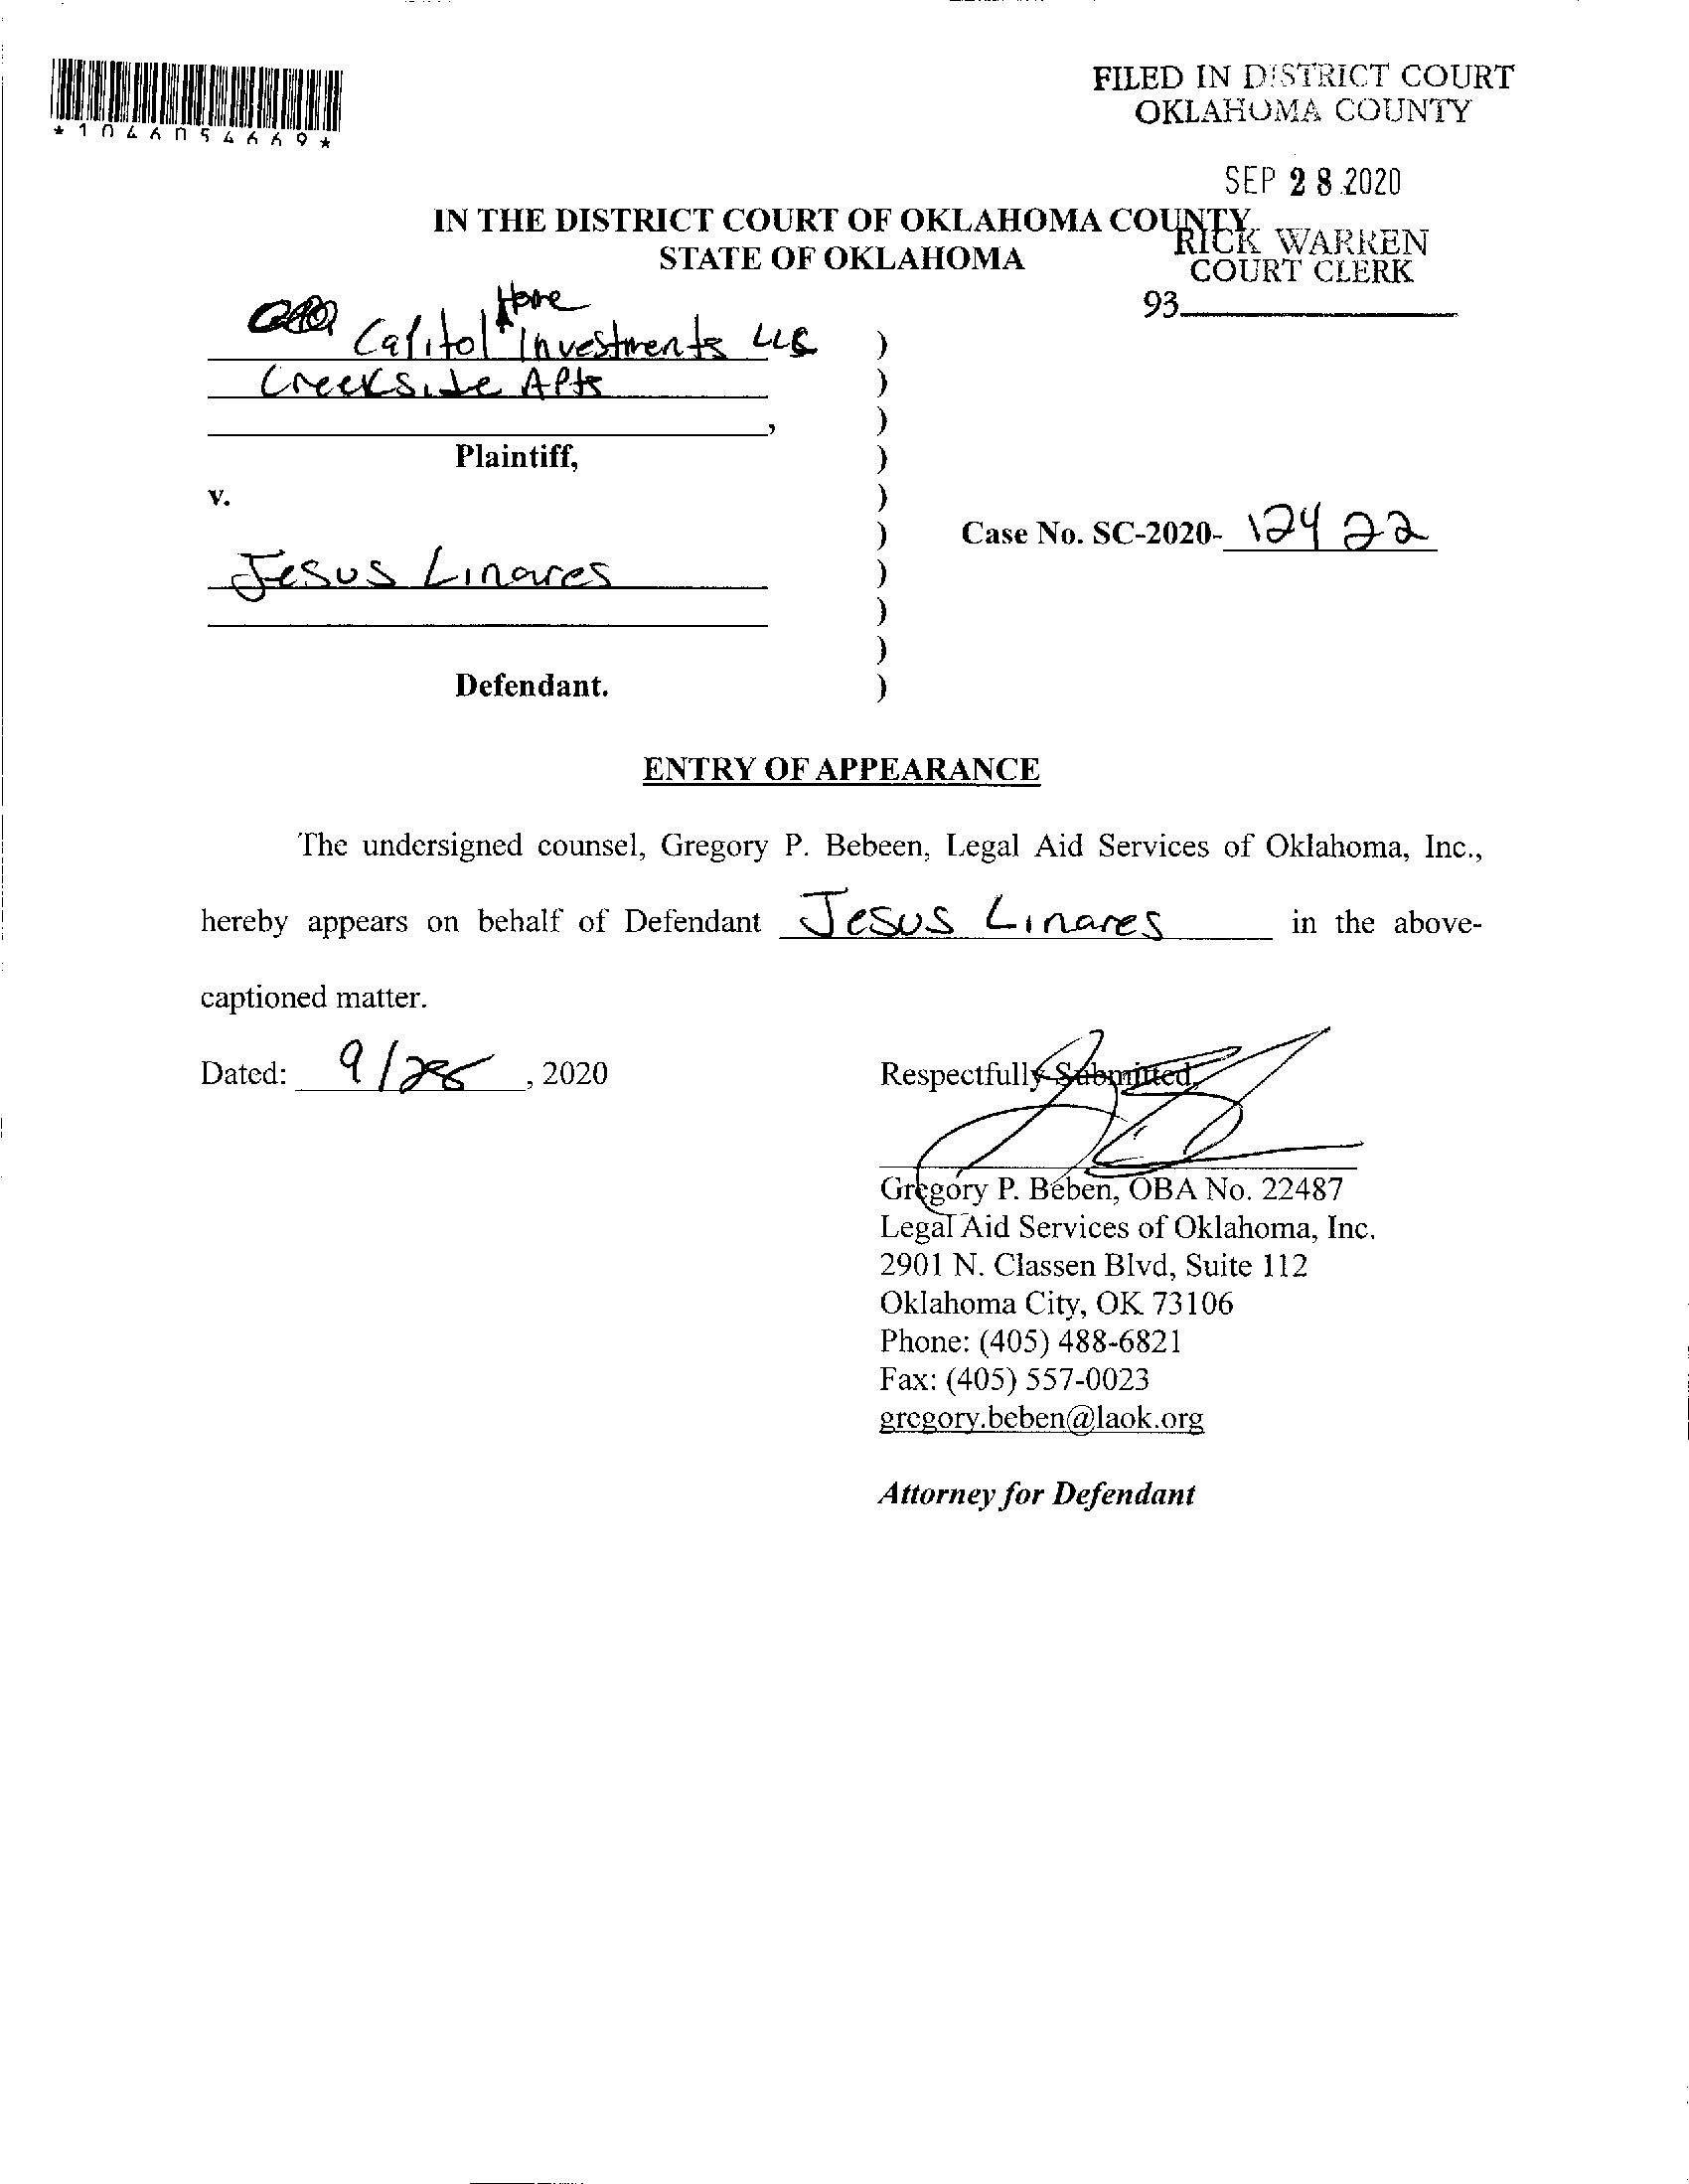 *1046054669*
FILED IN DISTRICT COURT
OKLAHOMA COUNTY
SEP 28 2020
RICK WARREN
COURT CLERK
93
IN THE DISTRICT COURT OF OKLAHOMA COUNTY
STATE OF OKLAHOMA
Home
Capitol Investments LLC )
Creekside Apts )
, )
Plaintiff, )
v. )
Case No. SC-2020- 12422
)
Jesus Linares )
)
)
Defendant. )
ENTRY OF APPEARANCE
The undersigned counsel, Gregory P. Bebeen, Legal Aid Services of Oklahoma, Inc.,
hereby appears on behalf of Defendant Jesus Linares in the above-
captioned matter.
Dated: 9/28, 2020
Respectfully Submitted,
Gregory P. Beben, OBA No. 22487
Legal Aid Services of Oklahoma, Inc.
2901 N. Classen Blvd, Suite 112
Oklahoma City, OK 73106
Phone: (405) 488-6821
Fax: (405) 557-0023
gregory.beben@laok.org
Attorney for Defendant